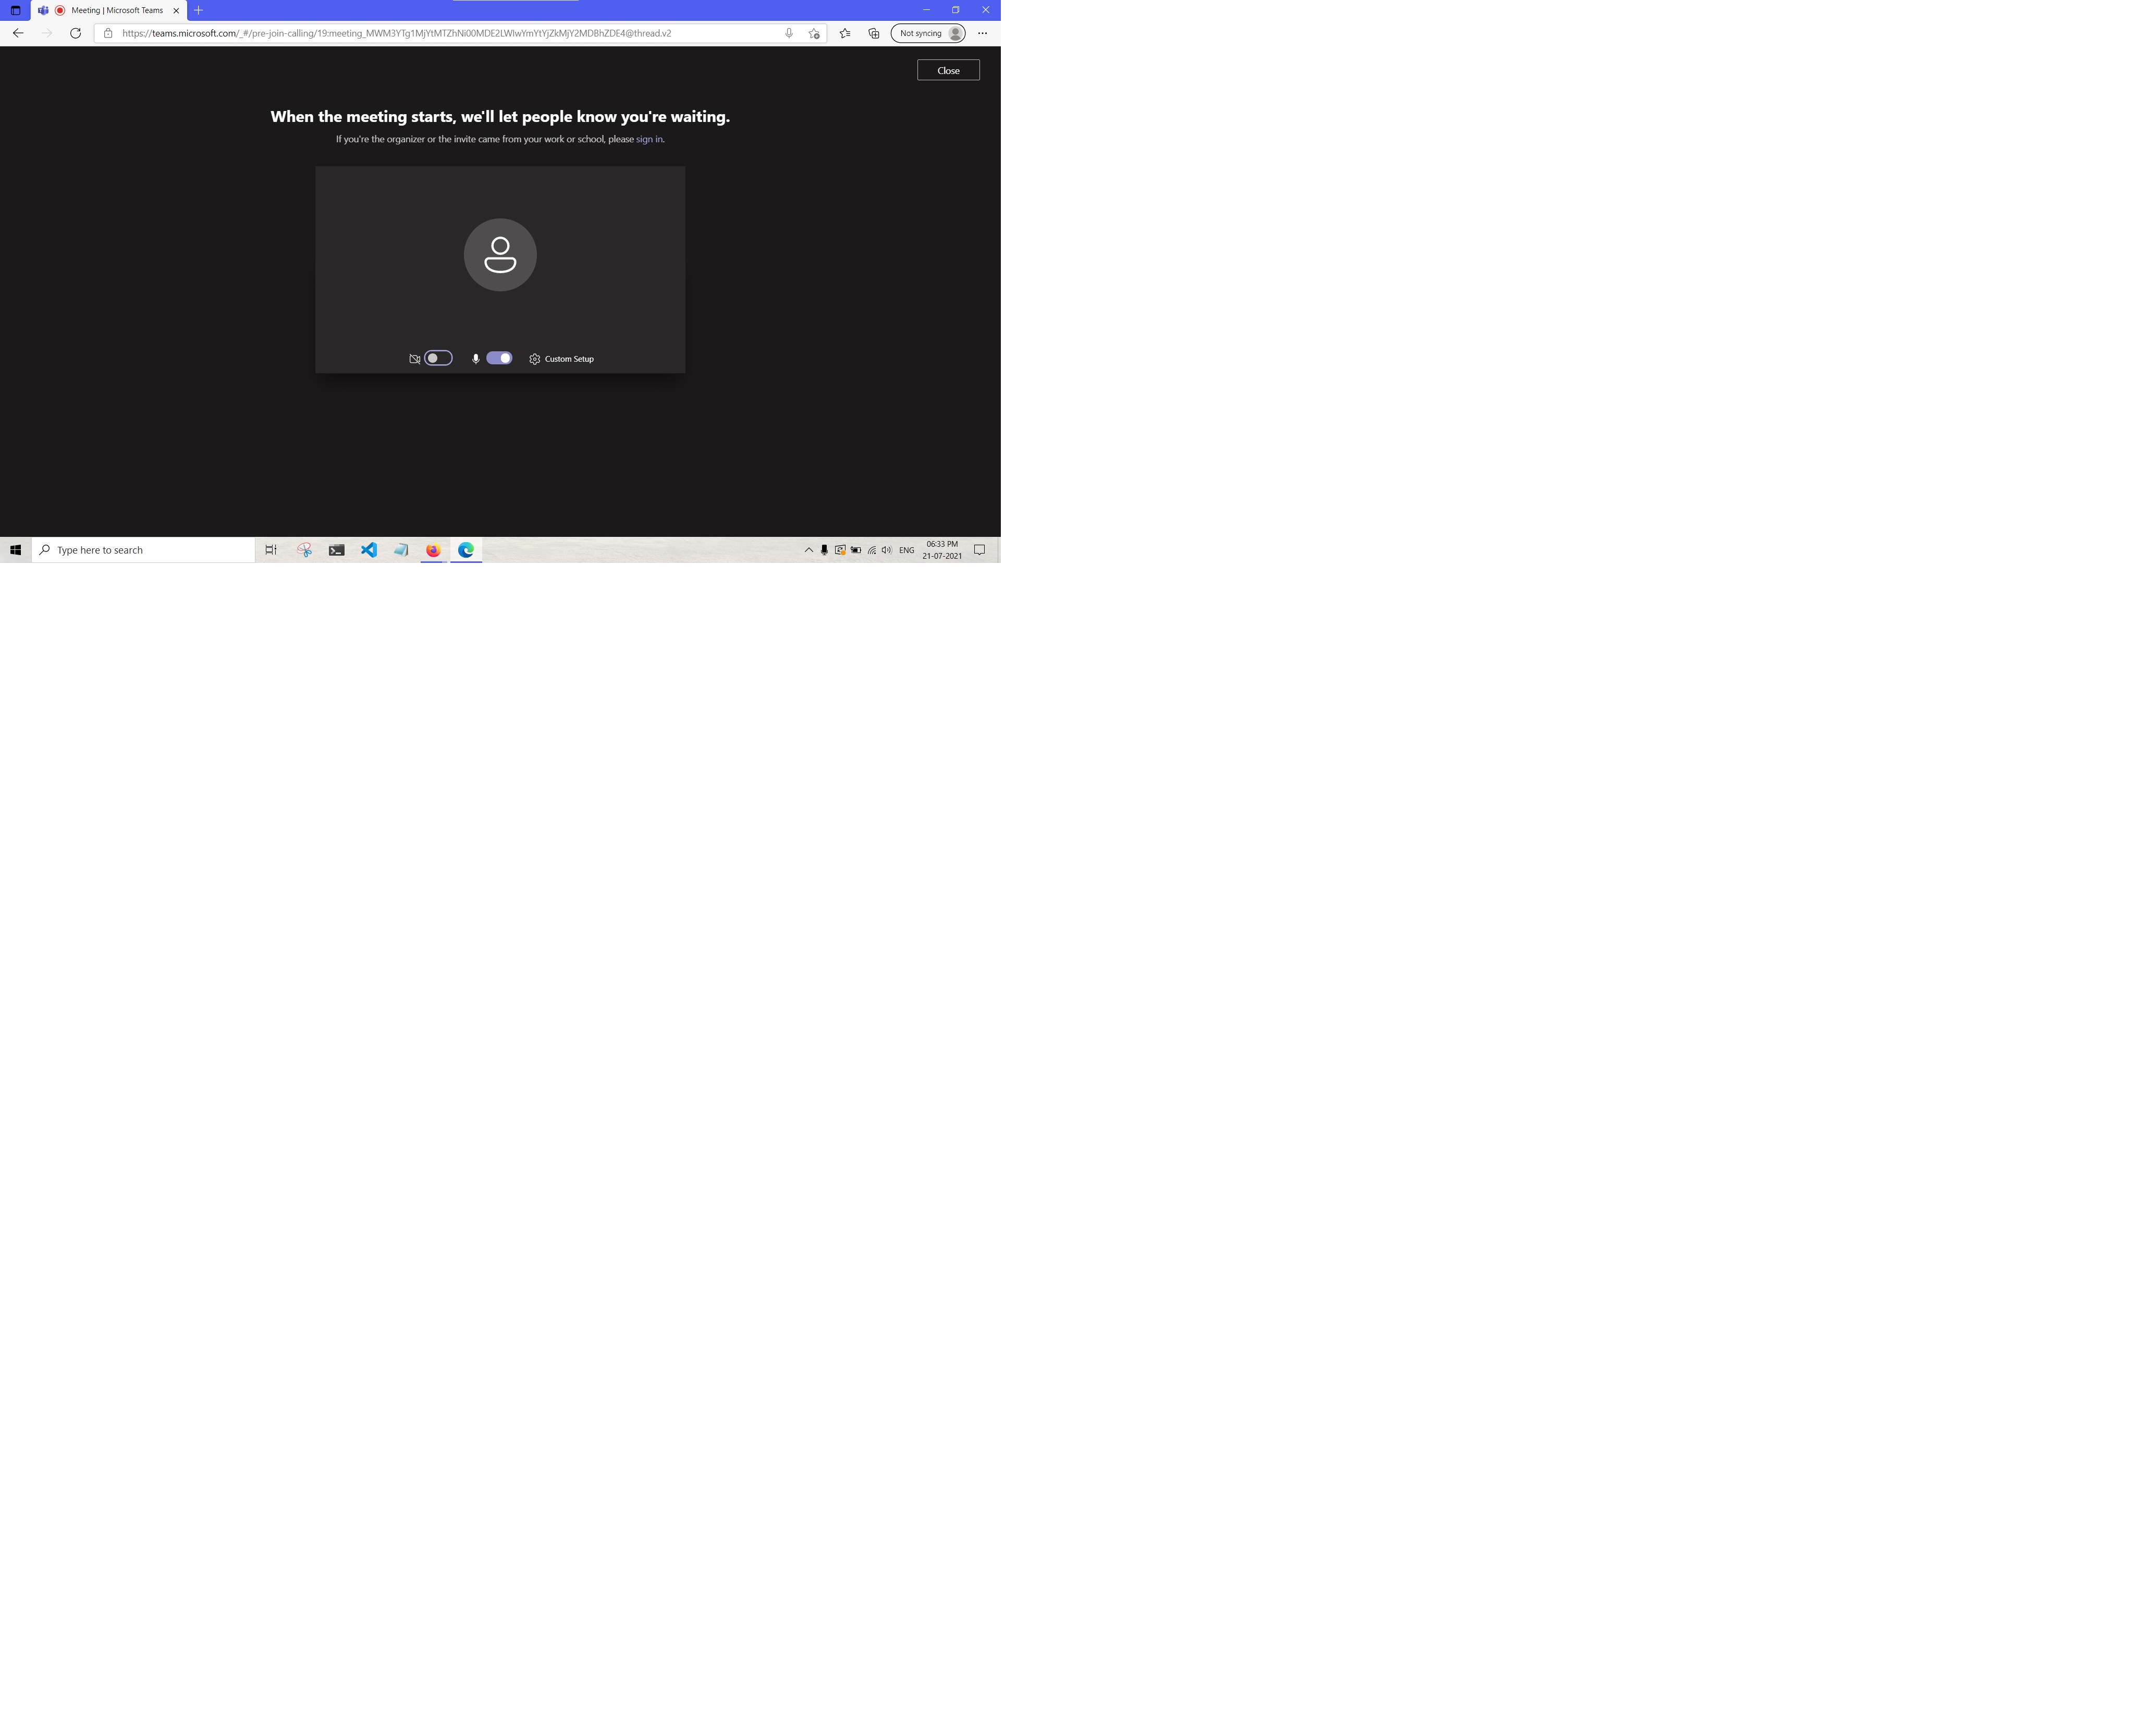 Meeting | Microsoft Teams
https://teams.microsoft.com/_#/pre-join-calling/19:meeting_MWM3YTg1MjYtMTZhNi00MDE2LWIwYmYtYjZkMjY2MDBhZDE4@thread.v2
Not syncing
Close
When the meeting starts, we'll let people know you're waiting.
If you're the organizer or the invite came from your work or school, please sign in.
Custom Setup
Type here to search
ENG
06:33 PM
21-07-2021